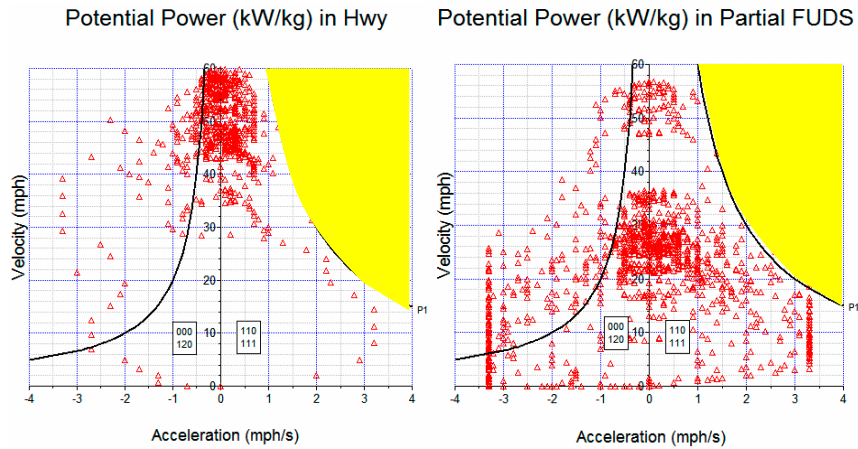 Potential Power (kW/kg) in Hwy
Potential Power (kW/kg) in Partial FUDS
Velocity (mph)
60
50
40
30
20
10
0
000
120
110
111
P1
-4 -3 -2 -1 0 1 2 3 4
Acceleration (mph/s)
Velocity (mph)
60
50
40
30
20
10
0
000
120
110
111
P1
-4 -3 -2 -1 0 1 2 3 4
Acceleration (mph/s)